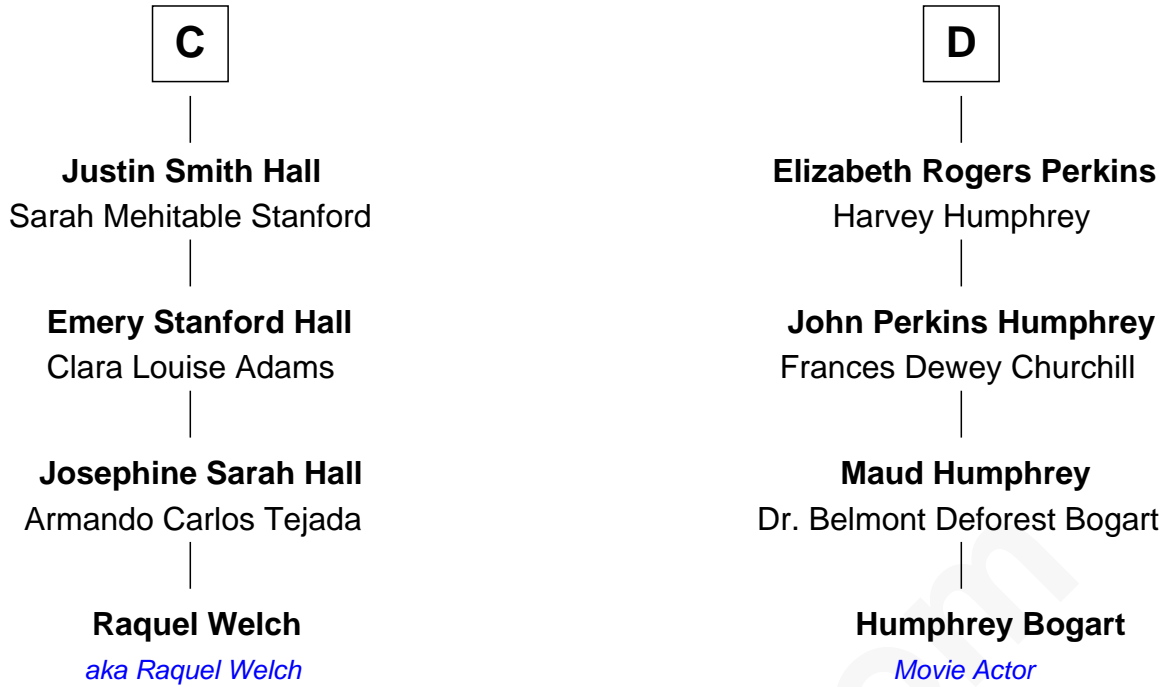 C
Justin Smith Hall
Sarah Mehitable Stanford
Emery Stanford Hall
Clara Louise Adams
Josephine Sarah Hall
Armando Carlos Tejada
Raquel Welch
aka Raquel Welch
D
Elizabeth Rogers Perkins
Harvey Humphrey
John Perkins Humphrey
Frances Dewey Churchill
Maud Humphrey
Dr. Belmont Deforest Bogart
Humphrey Bogart
Movie Actor